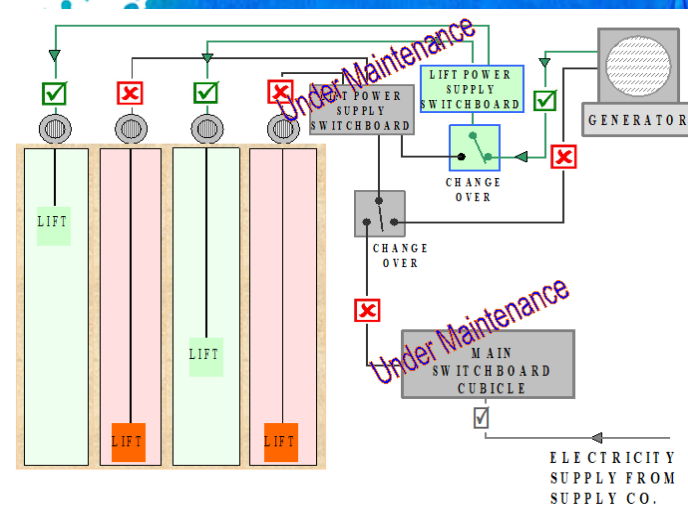 Under Maintenance
LIFT POWER
SUPPLY
SWITCHBOARD
GENERATOR
POWER
SUPPLY
SWITCHBOARD
CHANGE
OVER
LIFT
CHANGE
OVER
Under Maintenance
LIFT
MAIN
SWITCHBOARD
CUBICLE
LIFT
LIFT
ELECTRICITY
SUPPLY FROM
SUPPLY CO.